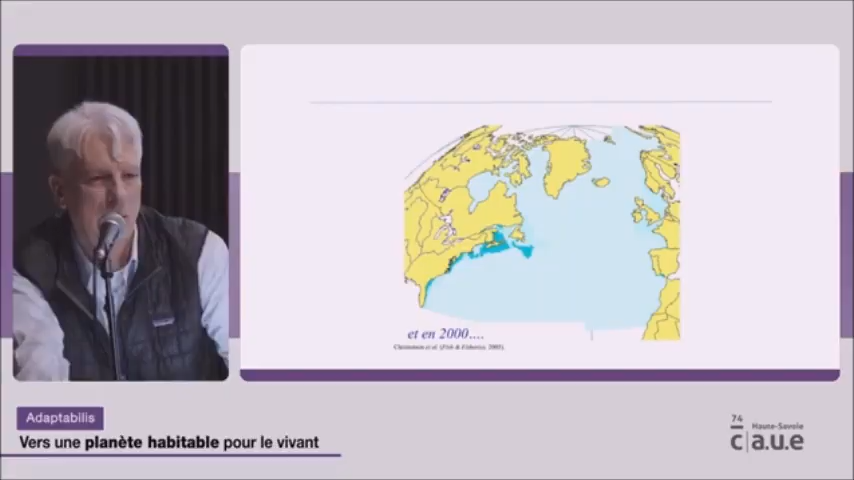 et en 2000....
Christensen et al. (Fish & Fisheries, 2003).
Adaptabilis
Vers une planète habitable pour le vivant
74
Haute-Savoie
c|a.u.e